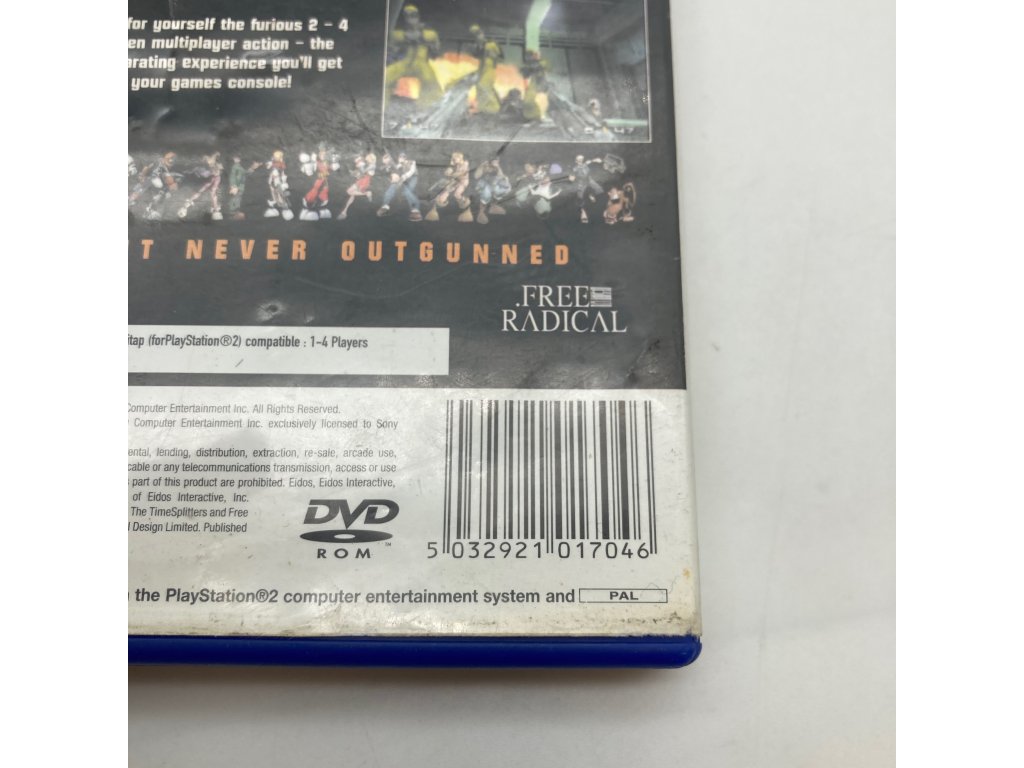 for yourself the furious 2 - 4
en multiplayer action - the
arating experience you'll get
your games console!
T NEVER OUTGUNNED
.FREE
RADICAL
itap (forPlayStation®2) compatible : 1-4 Players
Computer Entertainment Inc. All Rights Reserved.
Computer Entertainment Inc. exclusively licensed to Sony
ental, lending, distribution, extraction, re-sale, arcade use,
cable or any telecommunications transmission, access or use
part of this product are prohibited. Eidos, Eidos Interactive,
of Eidos Interactive, Inc.
The TimeSplitters and Free
l Design Limited. Published
DVD
ROM ™
5 032921 017046
the PlayStation®2 computer entertainment system and PAL